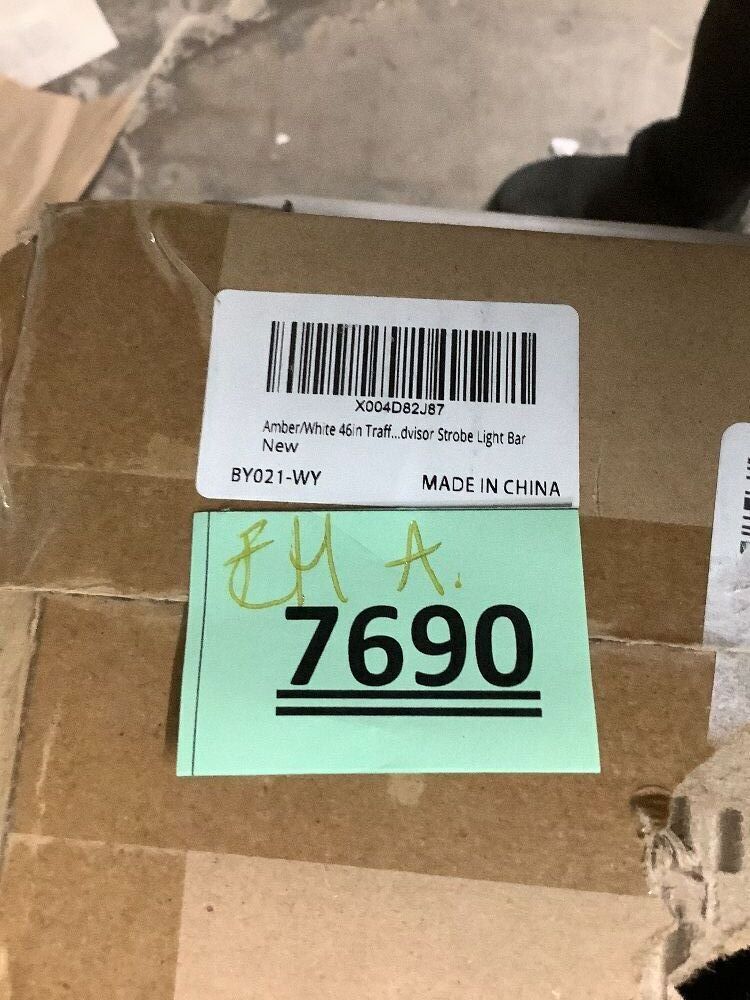 X004D82J87
Amber/White 46in Traff...dvisor Strobe Light Bar
New
BY021-WY MADE IN CHINA
EM A.
7690